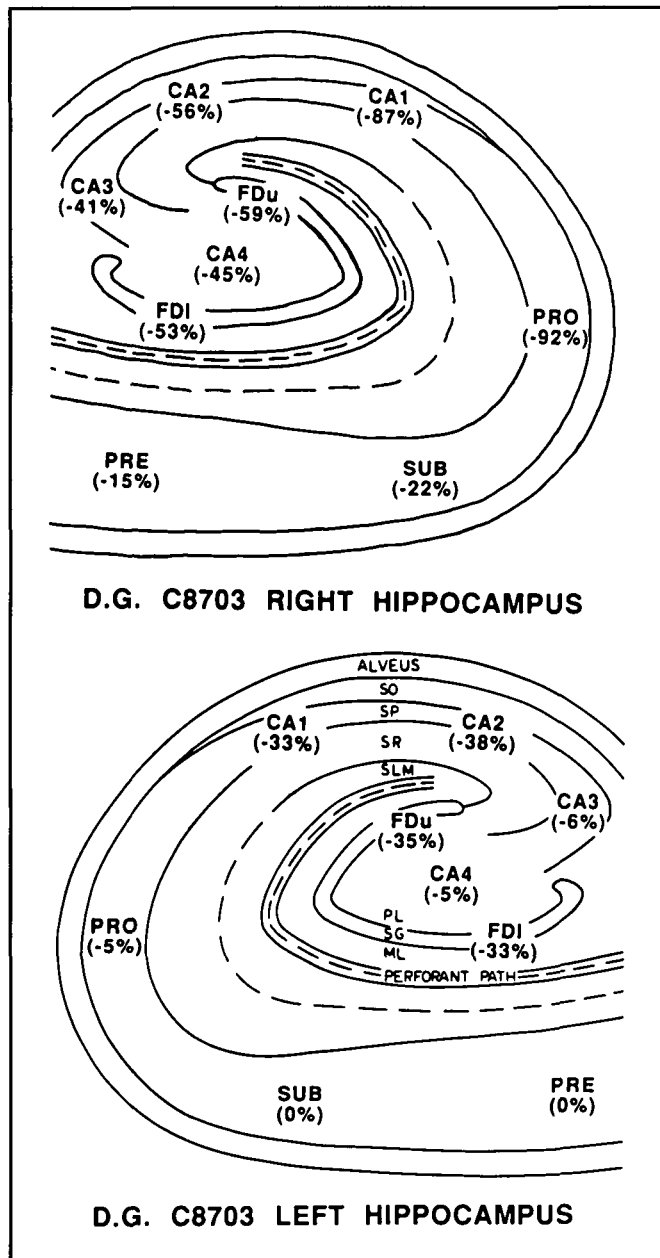 CA2
(-56%)
CA1
(-87%)
CA3
(-41%)
FDu
(-59%)
CA4
(-45%)
FDl
(-53%)
PRO
(-92%)
PRE
(-15%)
SUB
(-22%)
D.G. C8703 RIGHT HIPPOCAMPUS
ALVEUS
SO
SP
CA1
(-33%)
SR
CA2
(-38%)
SLM
FDu
(-35%)
CA3
(-6%)
CA4
(-5%)
PRO
(-5%)
PL
SG
ML
FDl
(-33%)
PERFORANT PATH
SUB
(0%)
PRE
(0%)
D.G. C8703 LEFT HIPPOCAMPUS